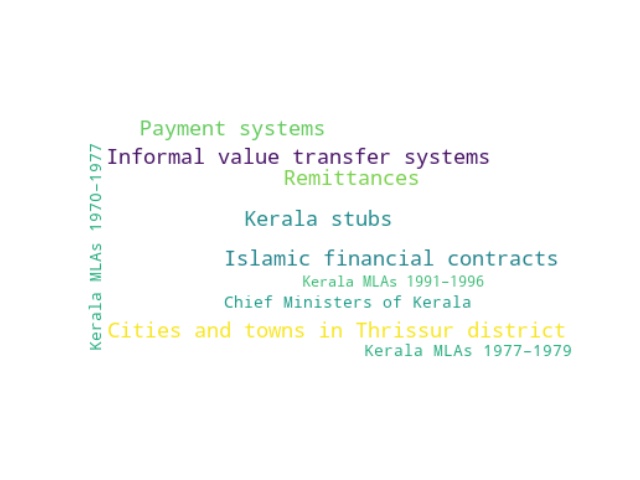 Payment systems
Informal value transfer systems
Remittances
Kerala MLAs 1970–1977
Kerala stubs
Islamic financial contracts
Kerala MLAs 1991–1996
Chief Ministers of Kerala
Cities and towns in Thrissur district
Kerala MLAs 1977–1979